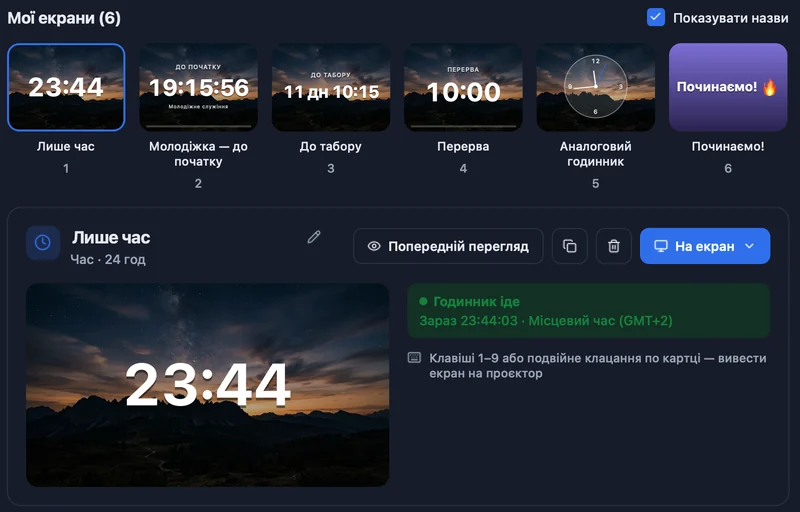 Мої екрани (6)
Показувати назви
23:44
ДО ПОЧАТКУ
19:15:56
Молодіжне служіння
ДО ТАБОРУ
11 дн 10:15
ПЕРЕРВА
10:00
12
3
6
9
Починаємо! 🔥
Лише час
1
Молодіжка — до
початку
2
До табору
3
Перерва
4
Аналоговий
годинник
5
Починаємо!
6
Лише час
Час · 24 год
Попередній перегляд
На екран
23:44
Годинник іде
Зараз 23:44:03 · Місцевий час (GMT+2)
Клавіші 1–9 або подвійне клацання по картці — вивести
екран на проєктор